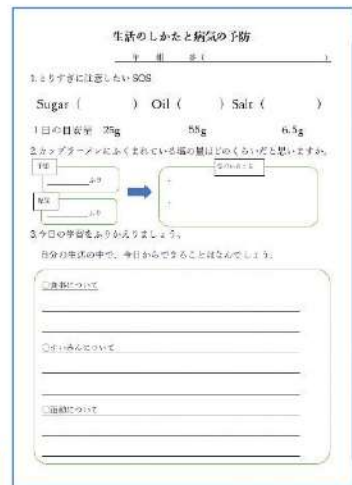 生活のしかたと病気の予防
年 組 番（ ）
1.とりすぎに注意したい SOS
Sugar（ ） Oil（ ） Salt（ ）
1日の目安量 25g 55g 6.5g
2.カップラーメンにふくまれている塩の量はどのくらいだと思いますか。
予想
ふり
ふり
3.今日の学習をふりかえりましょう。
自分の生活の中で、今日からできることはなんでしょう。
○食事について
○すいみんについて
○運動について